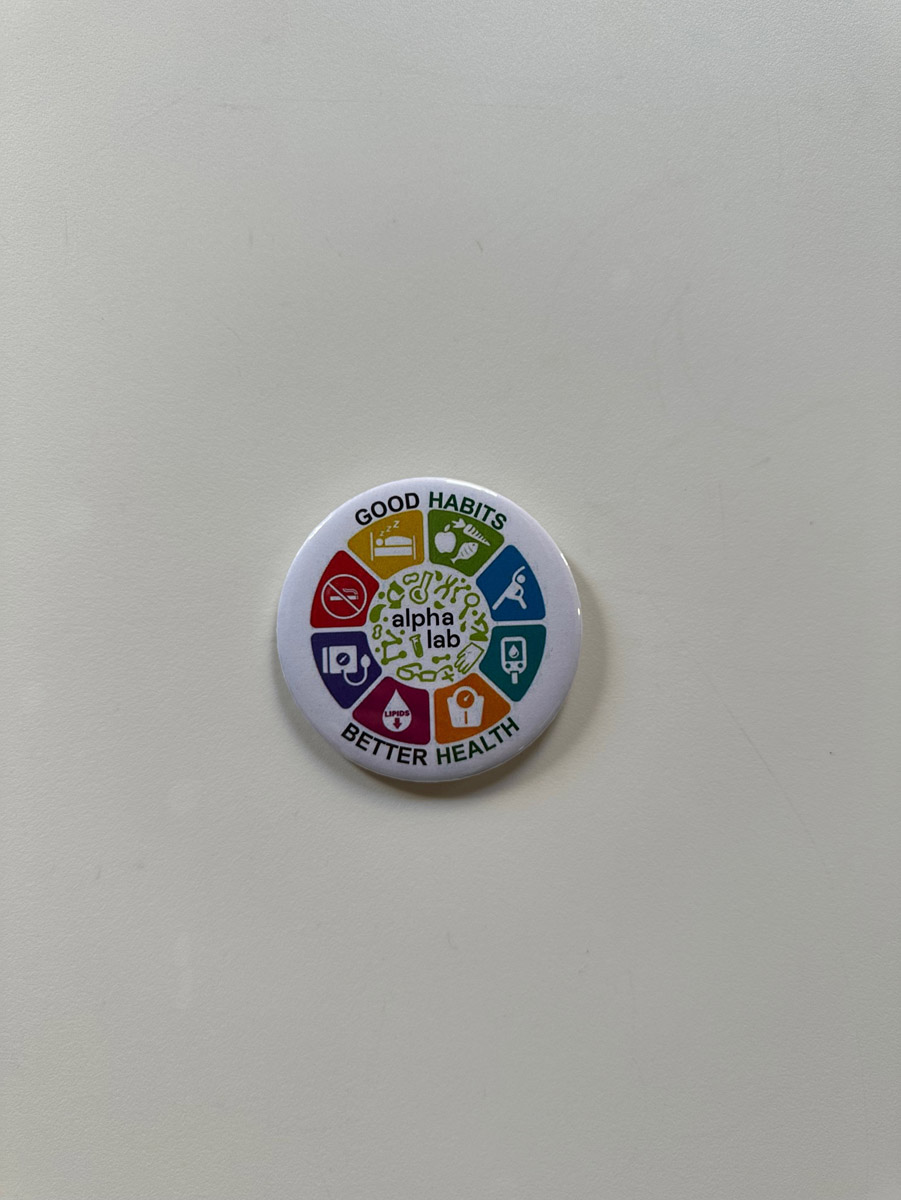 GOOD HABITS
z z Z
alpha
lab
LIPIDS
BETTER HEALTH